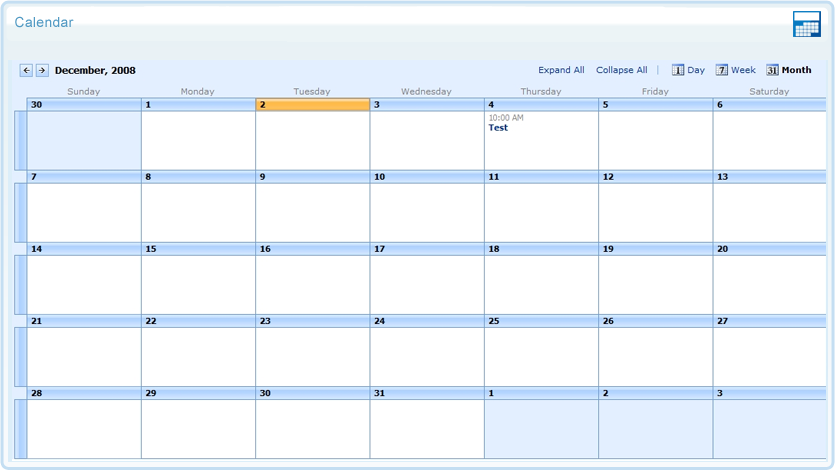 Calendar
December, 2008 Expand All Collapse All | 1 Day 7 Week 31 Month
Sunday Monday Tuesday Wednesday Thursday Friday Saturday
30 1 2 3 4 5 6
10:00 AM
Test
7 8 9 10 11 12 13
14 15 16 17 18 19 20
21 22 23 24 25 26 27
28 29 30 31 1 2 3